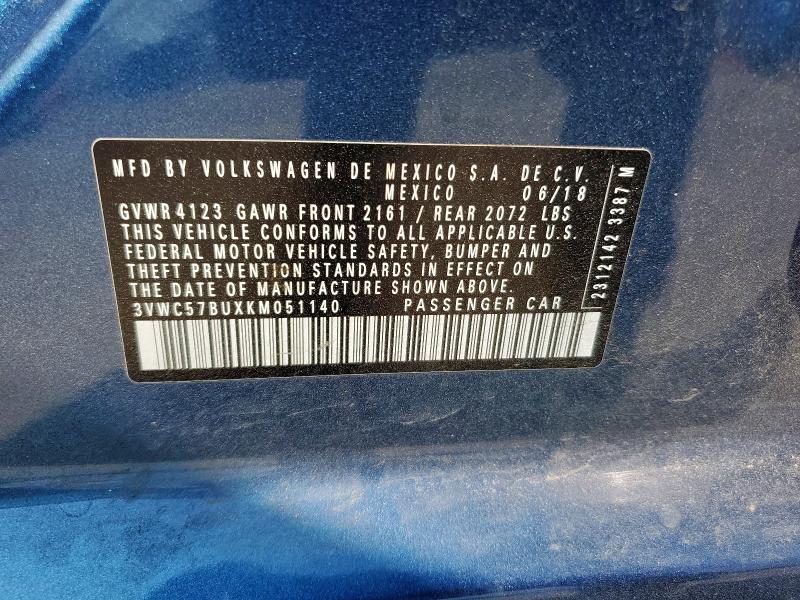 MFD BY VOLKSWAGEN DE MEXICO S.A. DE C.V.
MEXICO 06/18
GVWR 4123 GAWR FRONT 2161 / REAR 2072 LBS
THIS VEHICLE CONFORMS TO ALL APPLICABLE U.S.
FEDERAL MOTOR VEHICLE SAFETY, BUMPER AND
THEFT PREVENTION STANDARDS IN EFFECT ON
THE DATE OF MANUFACTURE SHOWN ABOVE.
3VWC57BUXKM051140 PASSENGER CAR
2312142 3387 M